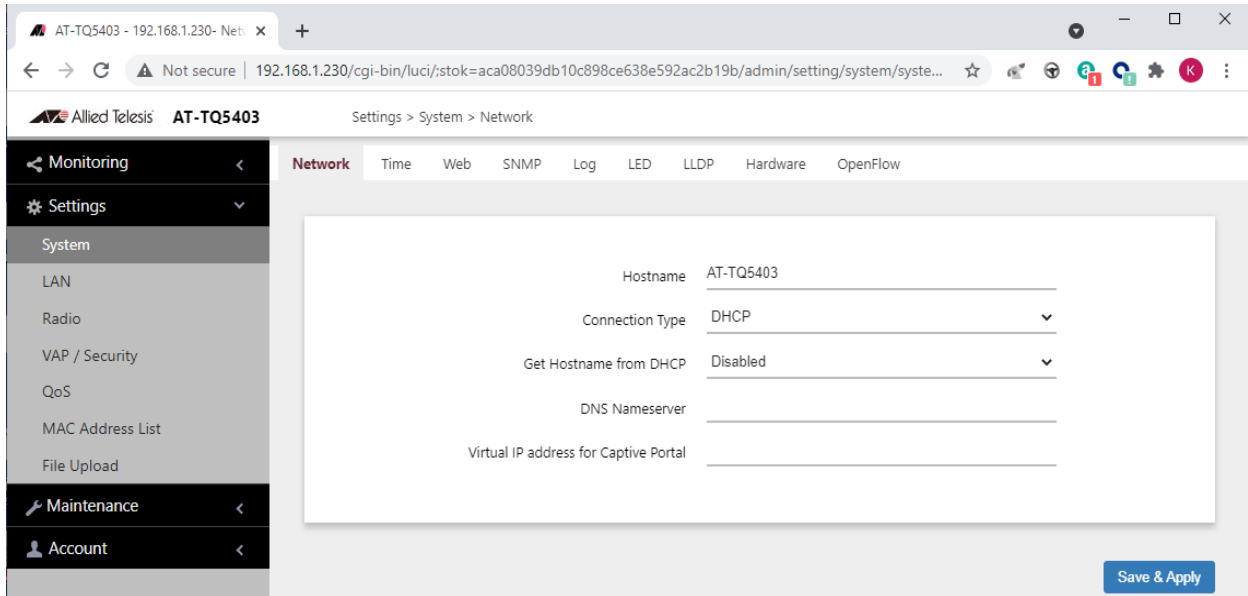 AT-TQ5403 - 192.168.1.230- Net
Not secure | 192.168.1.230/cgi-bin/luci/;stok=aca08039db10c898ce638e592ac2b19b/admin/setting/system/syste...
a 1 K
Allied Telesis AT-TQ5403 Settings > System > Network
Monitoring
Network Time Web SNMP Log LED LLDP Hardware OpenFlow
Settings
System
LAN
Radio
VAP / Security
QoS
MAC Address List
File Upload
Maintenance
Account
Hostname AT-TQ5403
Connection Type DHCP
Get Hostname from DHCP Disabled
DNS Nameserver
Virtual IP address for Captive Portal
Save & Apply